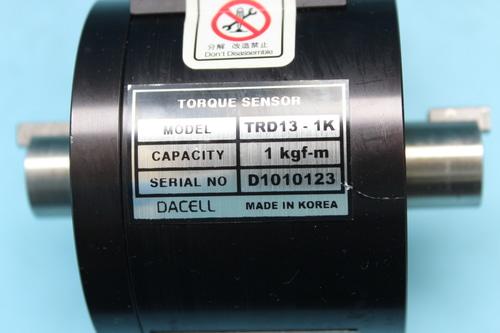 分解 改造禁止
Don't Disassemble
TORQUE SENSOR
MODEL TRD13 - 1K
CAPACITY 1 kgf-m
SERIAL NO D1010123
DACELL MADE IN KOREA